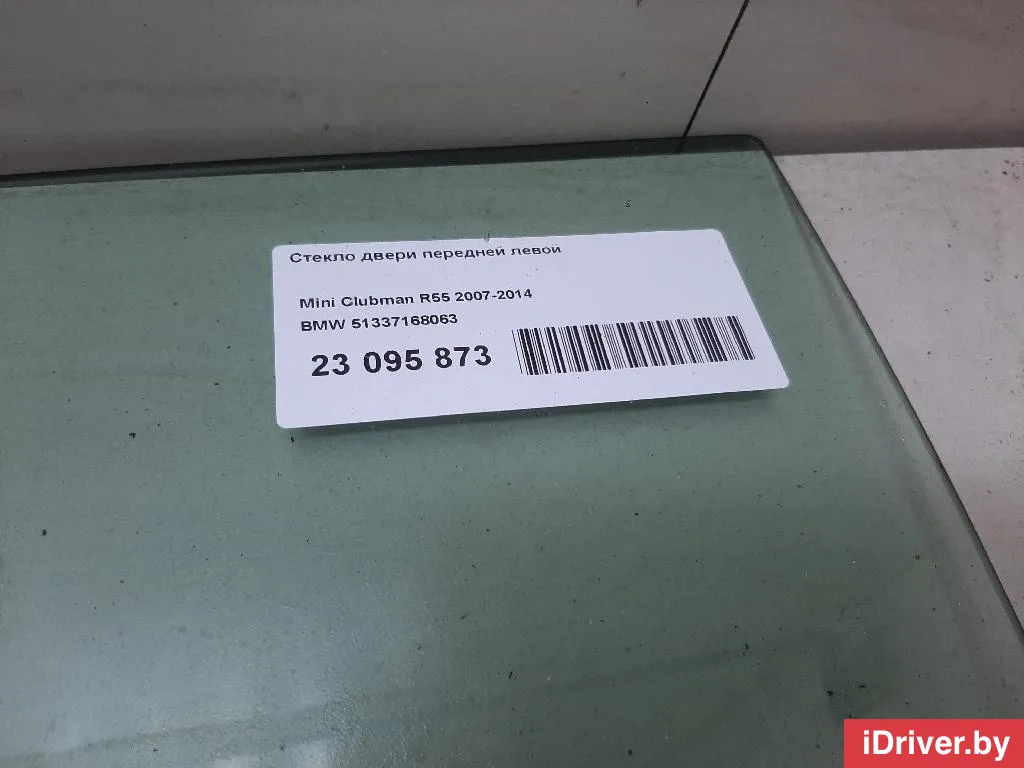 Стекло двери передней левой
Mini Clubman R55 2007-2014
BMW 51337168063
23 095 873
iDriver.by